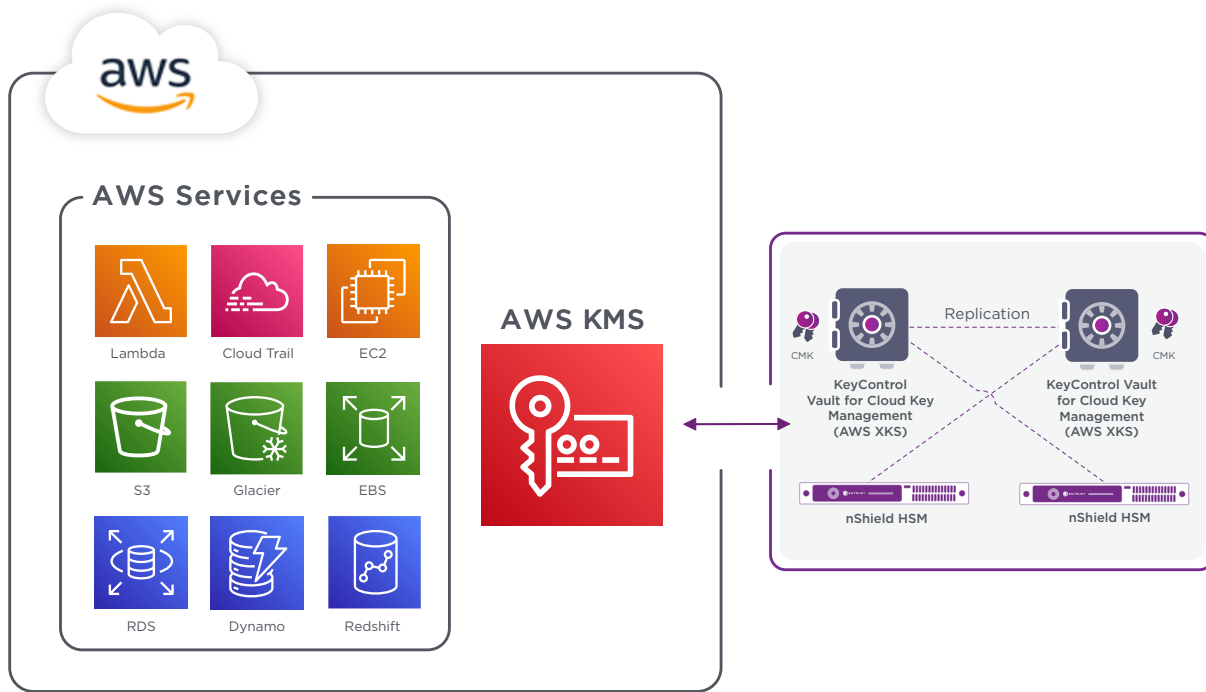 aws
AWS Services
Lambda
Cloud Trail
EC2
S3
Glacier
EBS
RDS
Dynamo
Redshift
AWS KMS
Replication
CMK
CMK
KeyControl
Vault for Cloud Key
Management
(AWS XKS)
KeyControl Vault
for Cloud Key
Management
(AWS XKS)
ENTRUST
nShield HSM
ENTRUST
nShield HSM